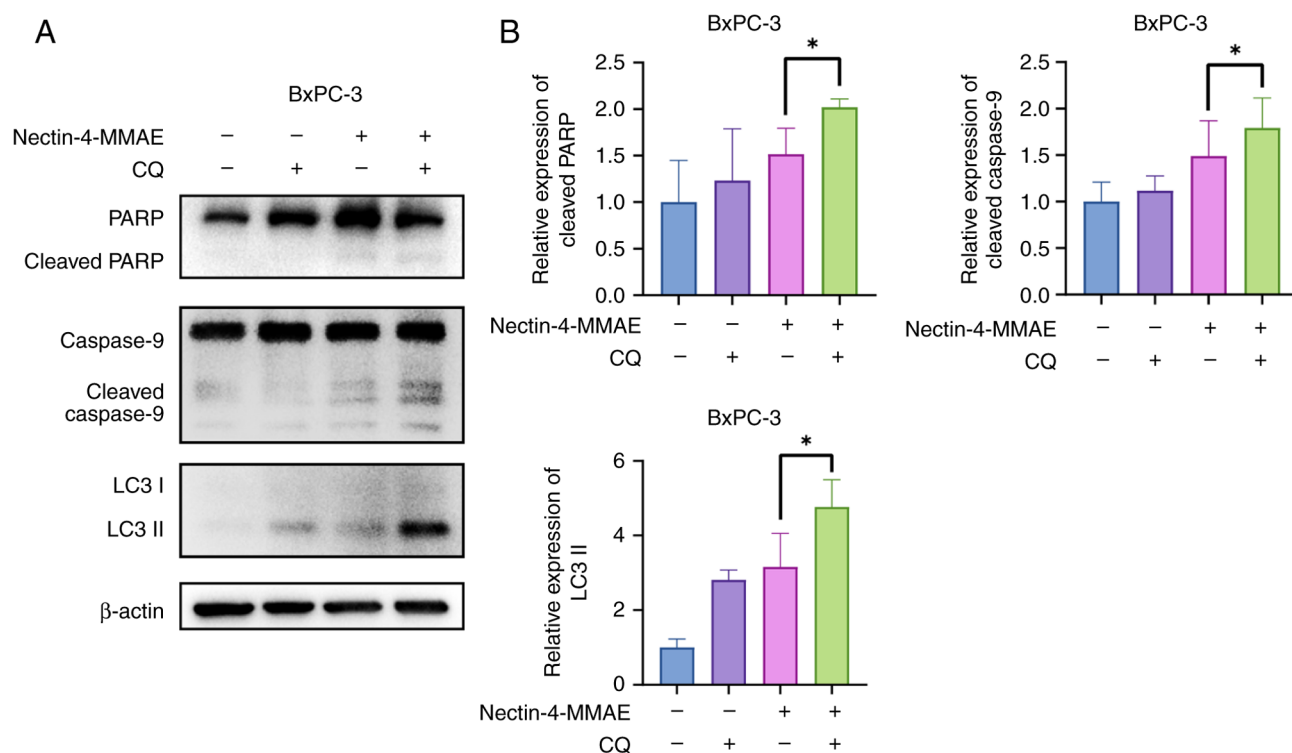 A
BxPC-3
Nectin-4-MMAE − − + +
CQ − + − +
PARP
Cleaved PARP
Caspase-9
Cleaved
caspase-9
LC3 I
LC3 II
β-actin
B
BxPC-3
Relative expression of
cleaved PARP
2.5
2.0
1.5
1.0
0.5
0.0
*
Nectin-4-MMAE − − + +
CQ − + − +
BxPC-3
Relative expression of
cleaved caspase-9
2.5
2.0
1.5
1.0
0.5
0.0
*
Nectin-4-MMAE − − + +
CQ − + − +
BxPC-3
Relative expression of
LC3 II
6
4
2
0
*
Nectin-4-MMAE − − + +
CQ − + − +